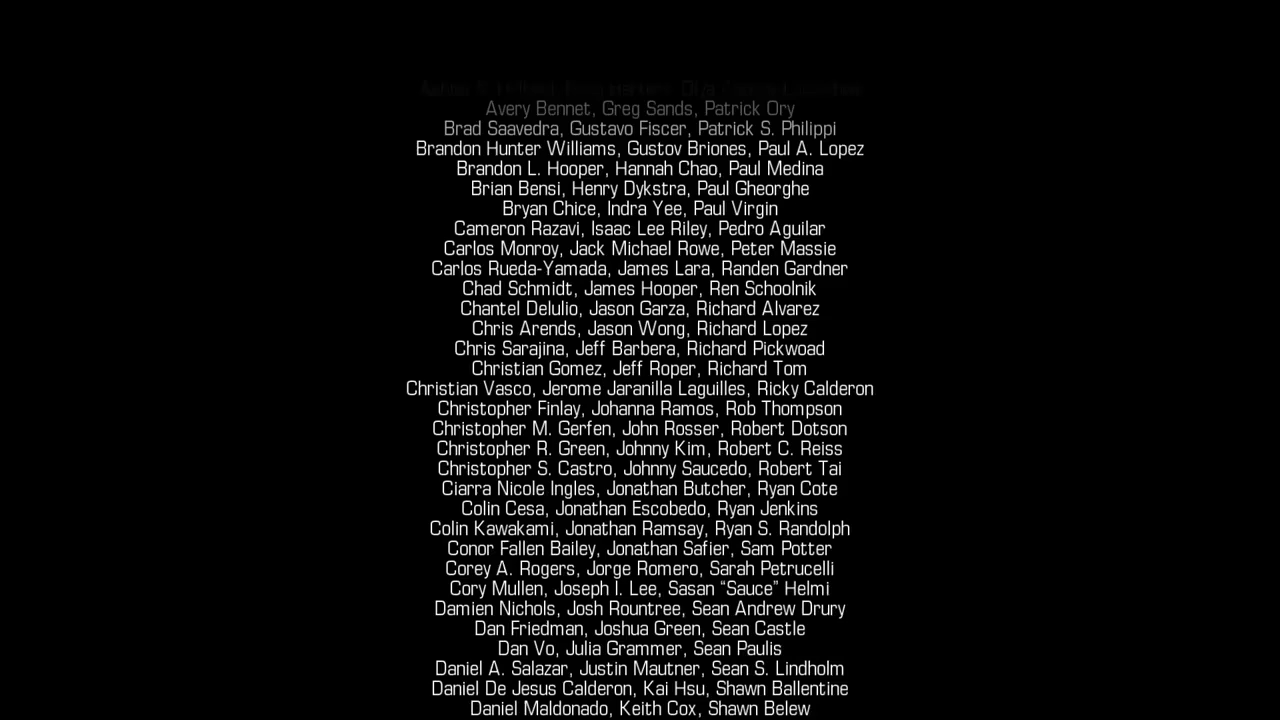 Avery Bennet, Greg Sands, Patrick Ory
Brad Saavedra, Gustavo Fiscer, Patrick S. Philippi
Brandon Hunter Williams, Gustov Briones, Paul A. Lopez
Brandon L. Hooper, Hannah Chao, Paul Medina
Brian Bensi, Henry Dykstra, Paul Gheorghe
Bryan Chice, Indra Yee, Paul Virgin
Cameron Razavi, Isaac Lee Riley, Pedro Aguilar
Carlos Monroy, Jack Michael Rowe, Peter Massie
Carlos Rueda-Yamada, James Lara, Randen Gardner
Chad Schmidt, James Hooper, Ren Schoolnik
Chantel Delulio, Jason Garza, Richard Alvarez
Chris Arends, Jason Wong, Richard Lopez
Chris Sarajina, Jeff Barbera, Richard Pickwoad
Christian Gomez, Jeff Roper, Richard Tom
Christian Vasco, Jerome Jaranilla Laguilles, Ricky Calderon
Christopher Finlay, Johanna Ramos, Rob Thompson
Christopher M. Gerfen, John Rosser, Robert Dotson
Christopher R. Green, Johnny Kim, Robert C. Reiss
Christopher S. Castro, Johnny Saucedo, Robert Tai
Ciarra Nicole Ingles, Jonathan Butcher, Ryan Cote
Colin Cesa, Jonathan Escobedo, Ryan Jenkins
Colin Kawakami, Jonathan Ramsay, Ryan S. Randolph
Conor Fallen Bailey, Jonathan Safier, Sam Potter
Corey A. Rogers, Jorge Romero, Sarah Petrucelli
Cory Mullen, Joseph I. Lee, Sasan “Sauce” Helmi
Damien Nichols, Josh Rountree, Sean Andrew Drury
Dan Friedman, Joshua Green, Sean Castle
Dan Vo, Julia Grammer, Sean Paulis
Daniel A. Salazar, Justin Mautner, Sean S. Lindholm
Daniel De Jesus Calderon, Kai Hsu, Shawn Ballentine
Daniel Maldonado, Keith Cox, Shawn Belew